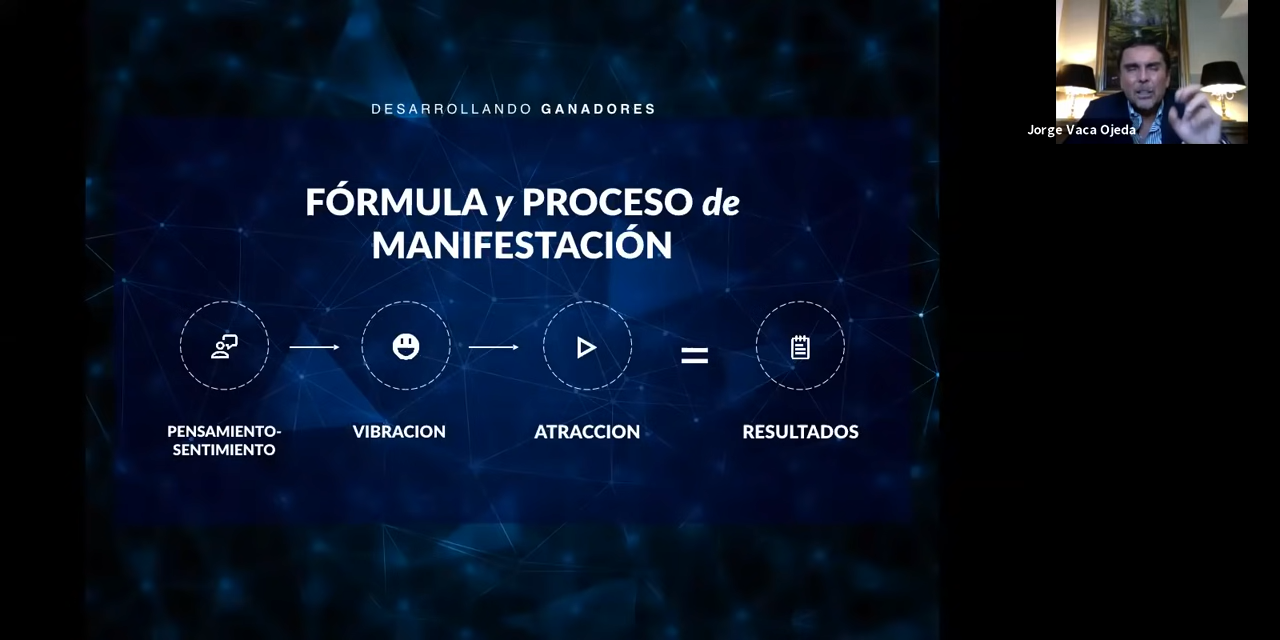 DESARROLLANDO GANADORES
FÓRMULA y PROCESO de
MANIFESTACIÓN
PENSAMIENTO-
SENTIMIENTO
VIBRACION
ATRACCION
=
RESULTADOS
Jorge Vaca Ojeda